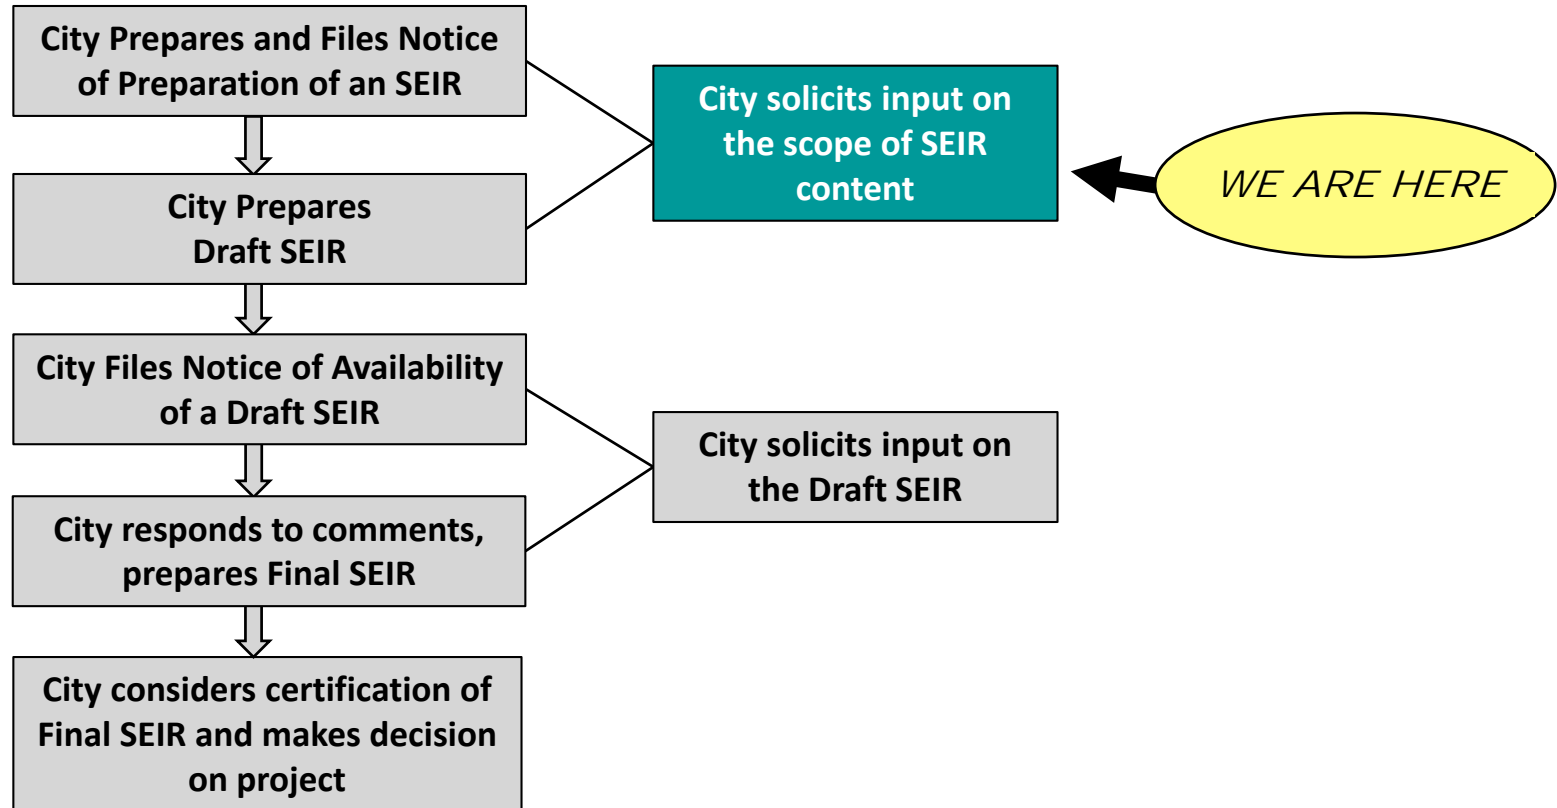 City Prepares and Files Notice
of Preparation of an SEIR
City solicits input on
the scope of SEIR
content
WE ARE HERE
City Prepares
Draft SEIR
City Files Notice of Availability
of a Draft SEIR
City solicits input on
the Draft SEIR
City responds to comments,
prepares Final SEIR
City considers certification of
Final SEIR and makes decision
on project